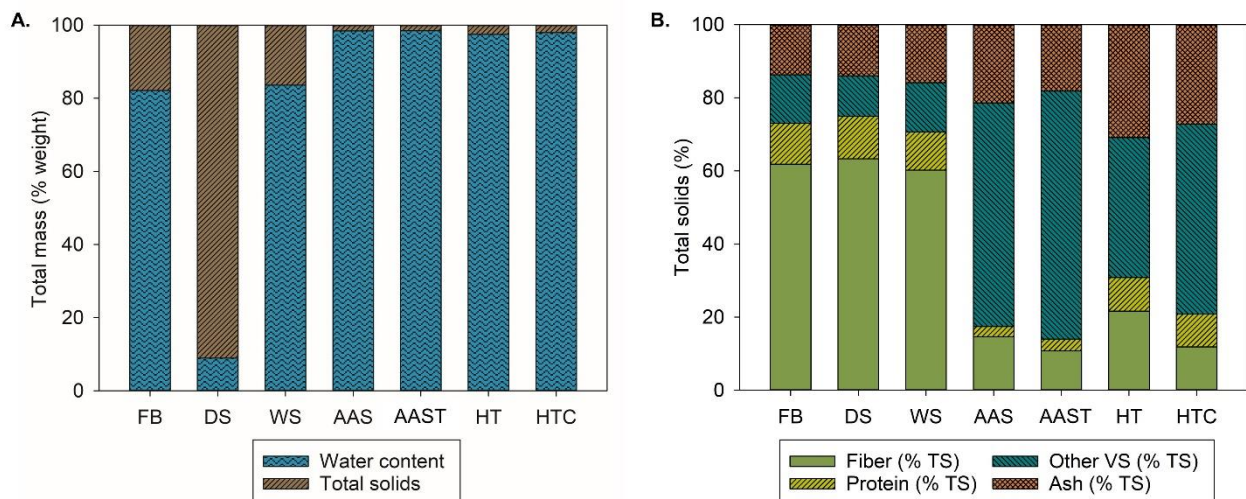 A.
Total mass (% weight)
100
80
60
40
20
0
FB DS WS AAS AAST HT HTC
Water content
Total solids
B.
Total solids (%)
100
80
60
40
20
0
FB DS WS AAS AAST HT HTC
Fiber (% TS) Other VS (% TS)
Protein (% TS) Ash (% TS)